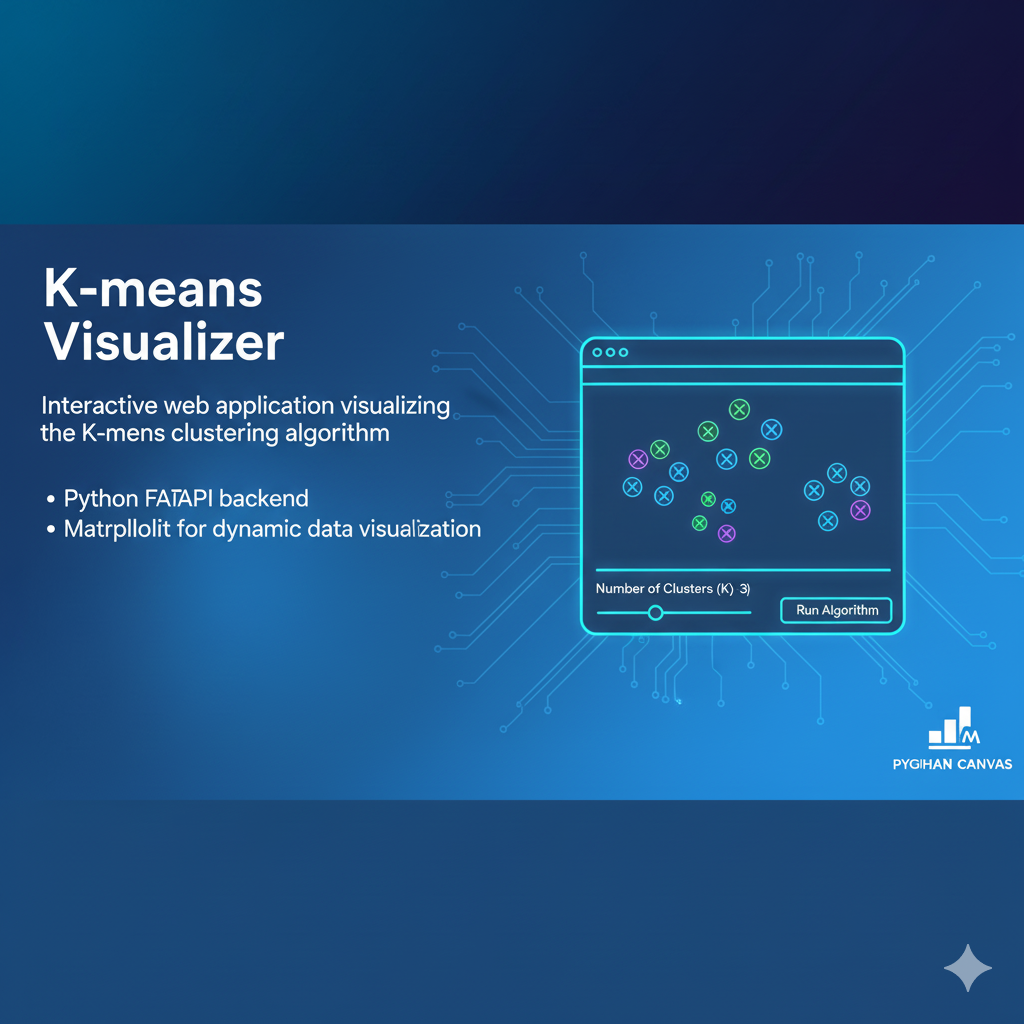 K-means
Visualizer
Interactive web application visualizing
the K-mens clustering algorithm
• Python FATAPI backend
• Matrpllolit for dynamic data visualization
Number of Clusters (K) 3)
Run Algorithm
PYGIHAN CANVAS